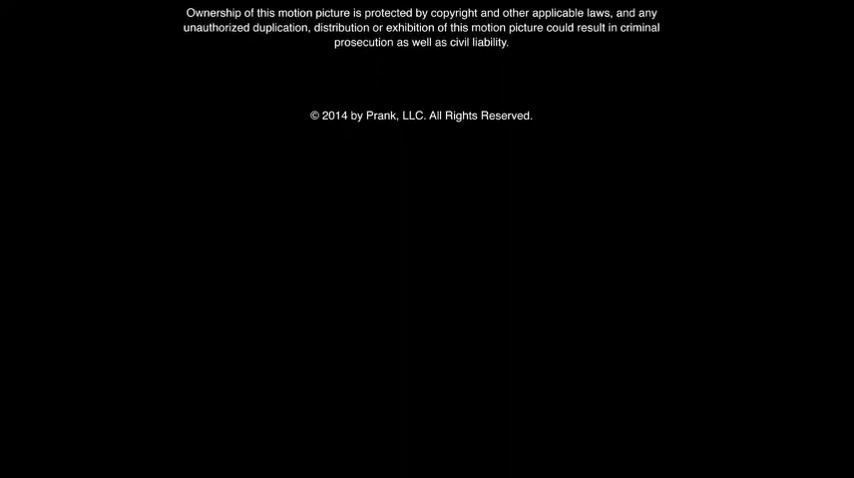 Ownership of this motion picture is protected by copyright and other applicable laws, and any
unauthorized duplication, distribution or exhibition of this motion picture could result in criminal
prosecution as well as civil liability.
© 2014 by Prank, LLC. All Rights Reserved.